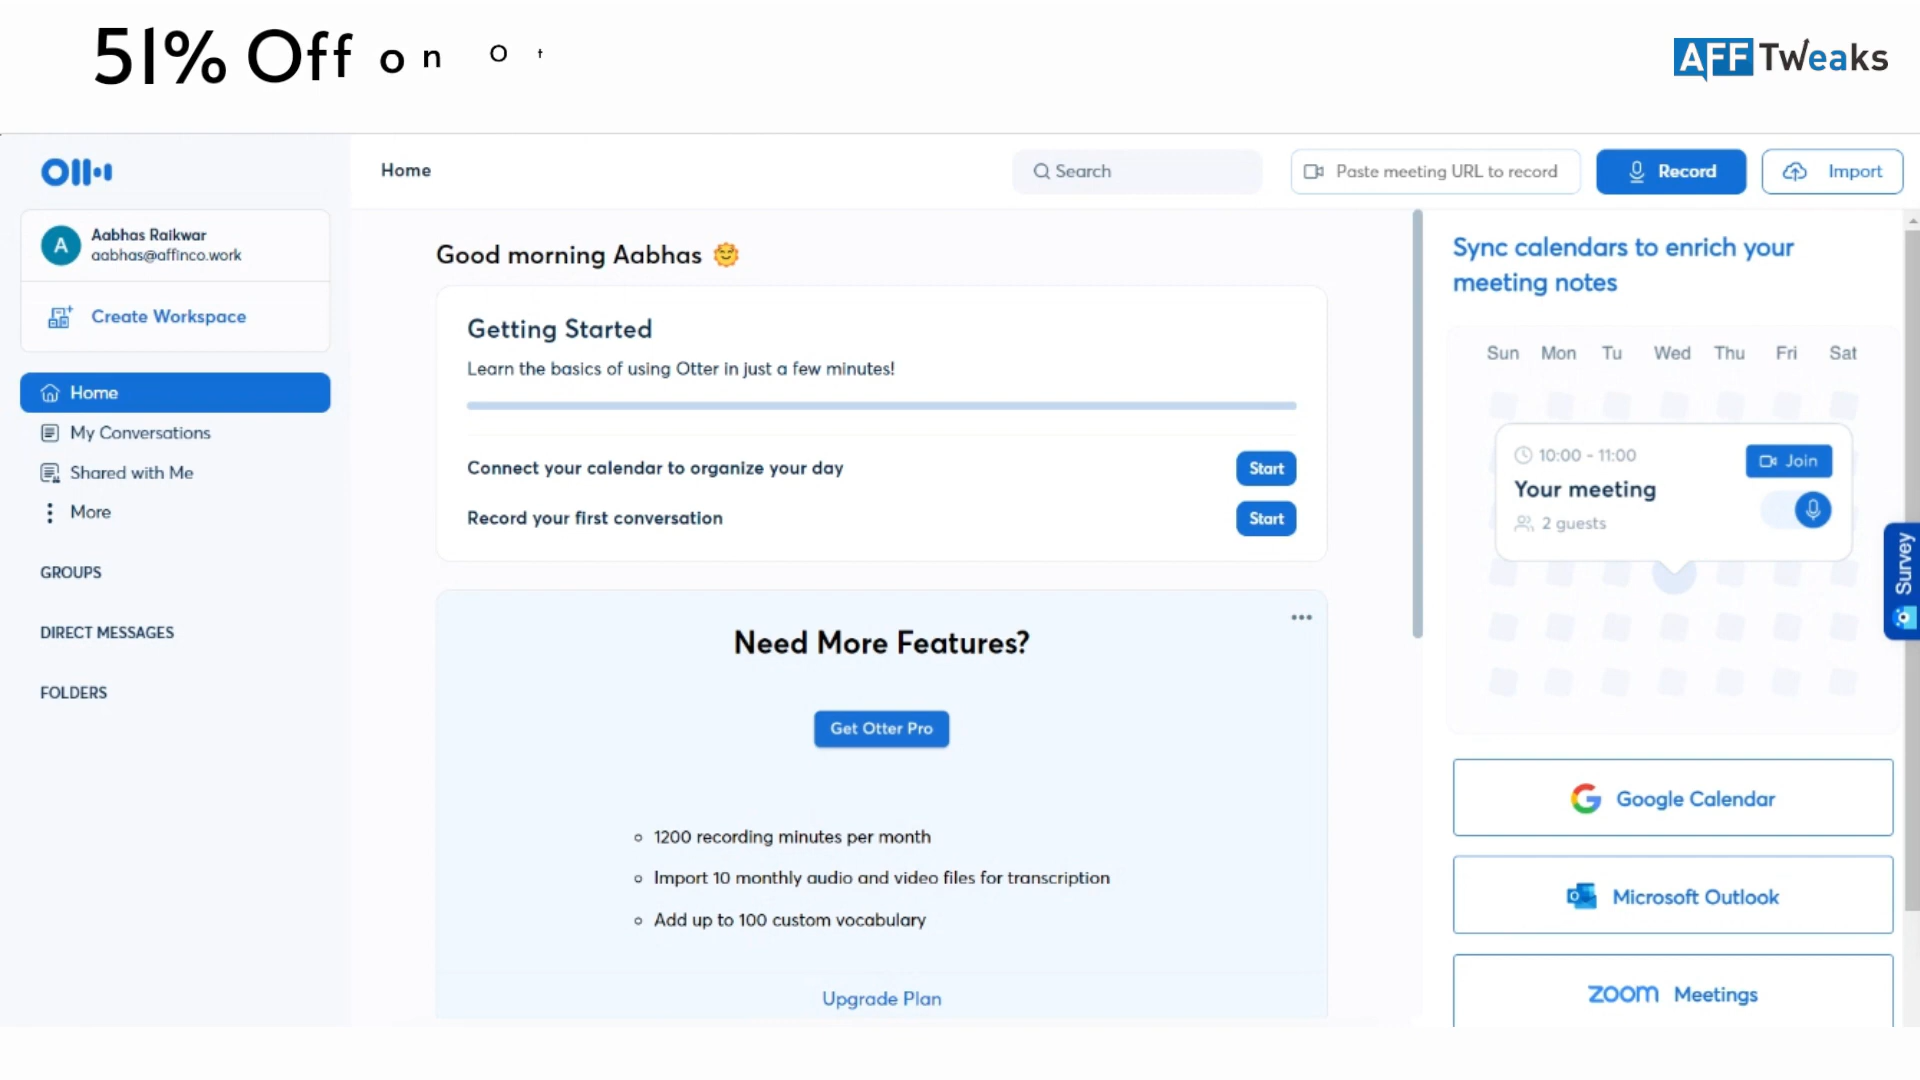 51% Off on Ot
AFFTweaks
Otter
Home
Search
Paste meeting URL to record
Record
Import
A
Aabhas Raikwar
aabhas@affinco.work
Create Workspace
Home
My Conversations
Shared with Me
More
GROUPS
DIRECT MESSAGES
FOLDERS
Good morning Aabhas
Getting Started
Learn the basics of using Otter in just a few minutes!
Connect your calendar to organize your day
Start
Record your first conversation
Start
Need More Features?
Get Otter Pro
1200 recording minutes per month
Import 10 monthly audio and video files for transcription
Add up to 100 custom vocabulary
Upgrade Plan
Sync calendars to enrich your
meeting notes
Sun Mon Tu Wed Thu Fri Sat
10:00 - 11:00
Join
Your meeting
2 guests
Survey
Google Calendar
Microsoft Outlook
zoom Meetings